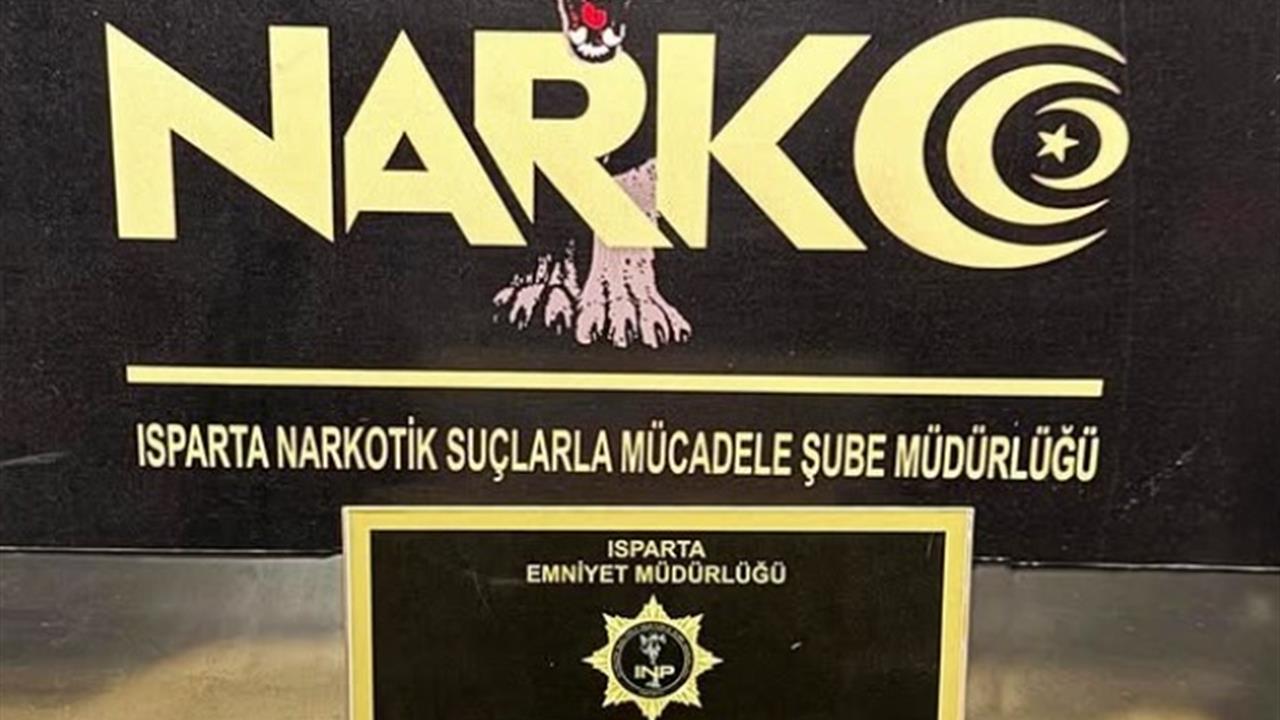 NARKO
ISPARTA NARKOTİK SUÇLARLA MÜCADELE ŞUBE MÜDÜRLÜĞÜ
ISPARTA
EMNİYET MÜDÜRLÜĞÜ
INP